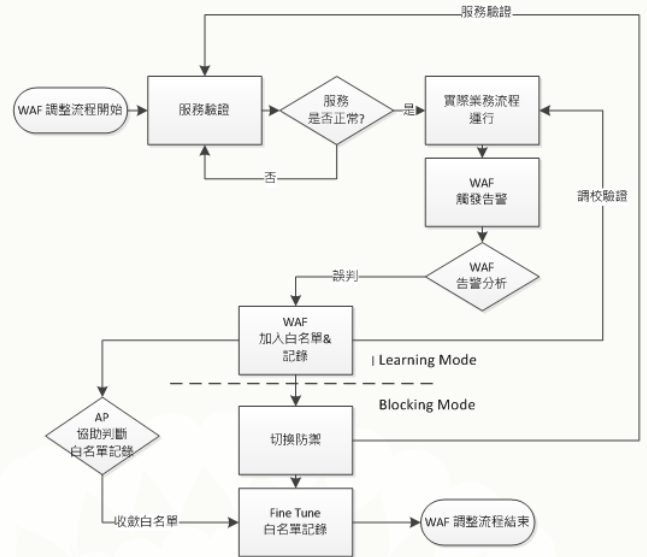 服務驗證
WAF 調整流程開始
服務驗證
服務
是否正常?
是
實際業務流程
運行
否
WAF
觸發告警
調校驗證
WAF
告警分析
誤判
WAF
加入白名單&
記錄
Learning Mode
Blocking Mode
AP
協助判斷
白名單記錄
切換防禦
收斂白名單
Fine Tune
白名單記錄
WAF 調整流程結束